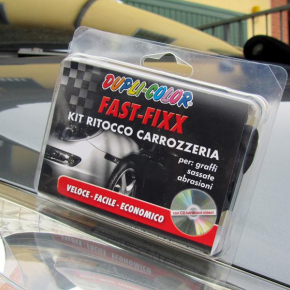 DUPLI-COLOR
FAST-FIXX
KIT RITOCCO CARROZZERIA
per: graffi
sassate
abrasioni
VELOCE - FACILE - ECONOMICO